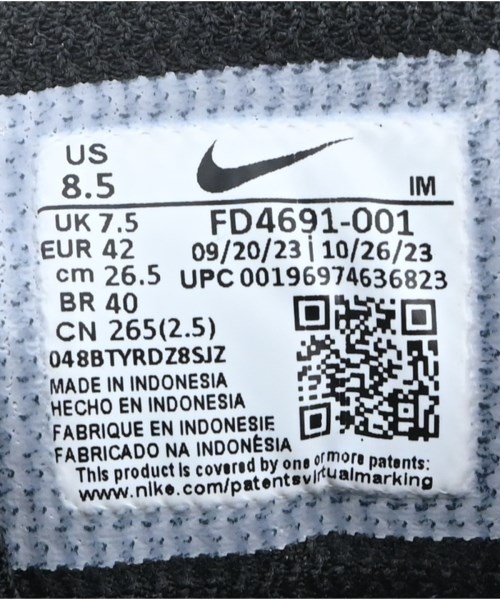 US
8.5
IM
UK 7.5
FD4691-001
EUR 42
09/20/23 | 10/26/23
cm 26.5
UPC 00196974636823
BR 40
CN 265(2.5)
048BTYRDZ8SJZ
MADE IN INDONESIA
HECHO EN INDONESIA
FABRIQUE EN INDONESIE
FABRICADO NA INDONÉSIA
This product is covered by one or more patents:
www.nike.com/patentsvirtualmarking